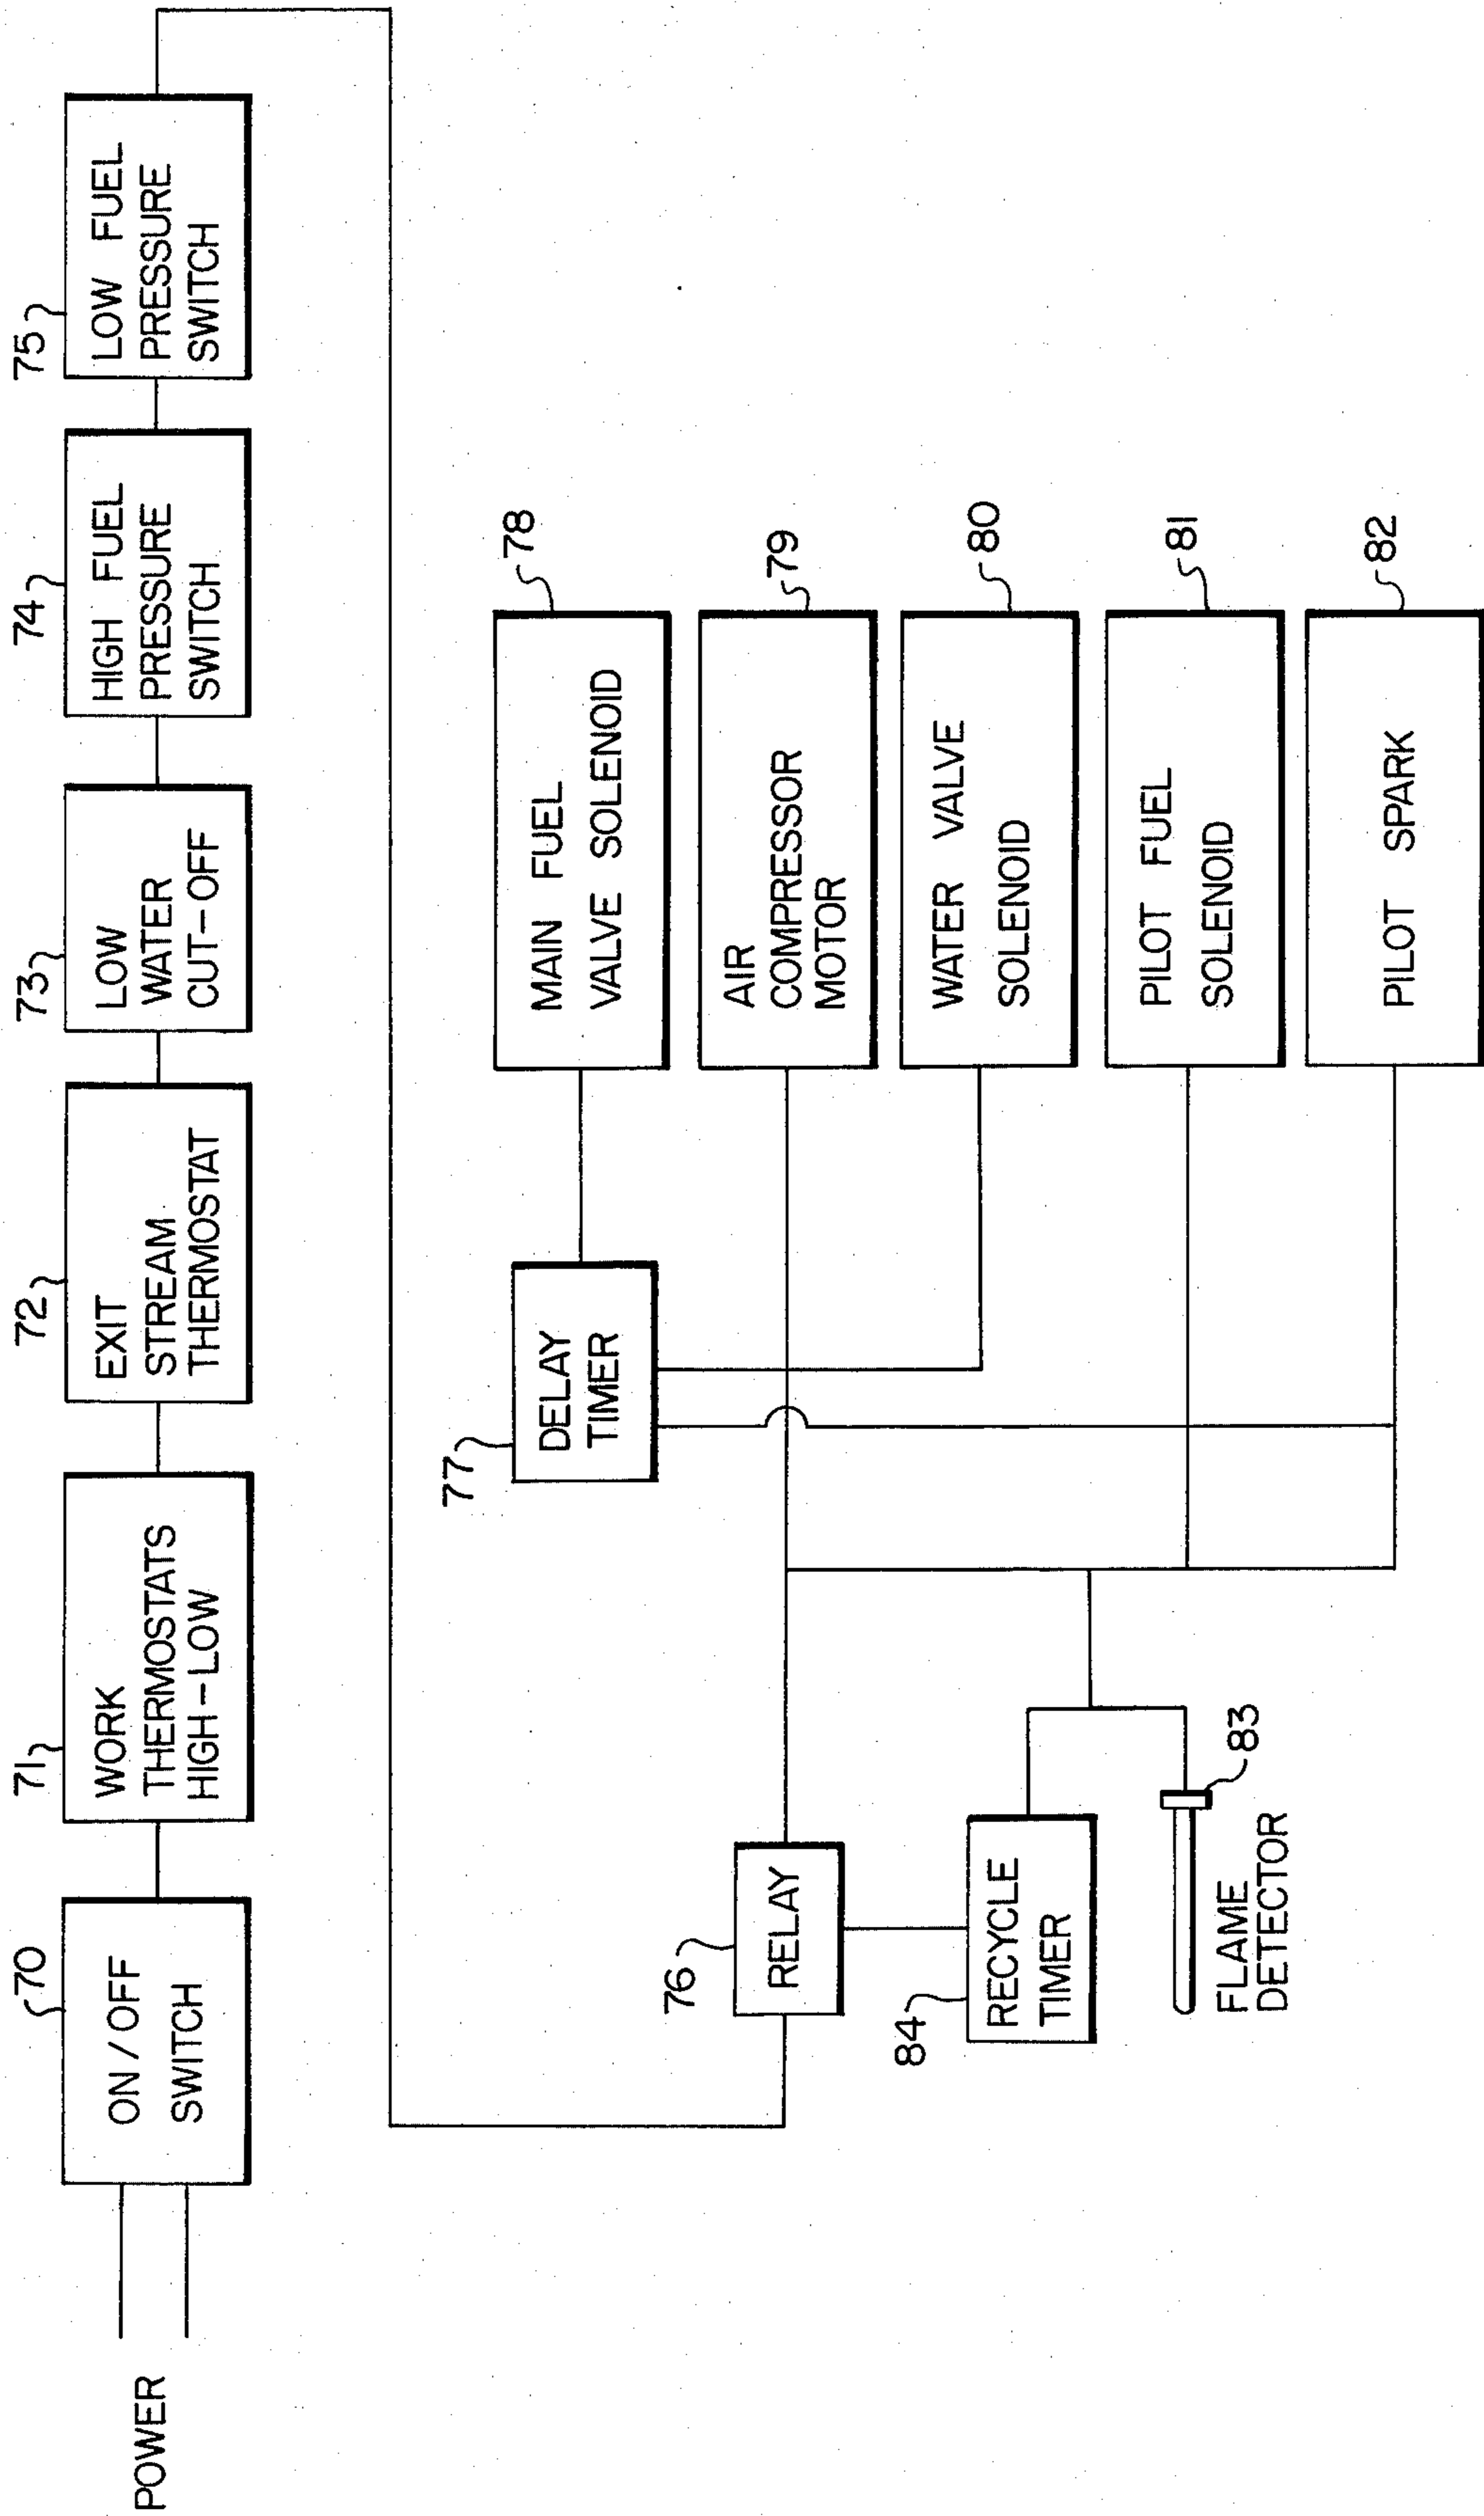 POWER
70
ON/OFF
SWITCH
71
WORK
THERMOSTATS
HIGH-LOW
72
EXIT
STREAM
THERMOSTAT
73
LOW
WATER
CUT-OFF
74
HIGH FUEL
PRESSURE
SWITCH
75
LOW FUEL
PRESSURE
SWITCH
76
RELAY
84
RECYCLE
TIMER
83
FLAME
DETECTOR
77
DELAY
TIMER
78
MAIN FUEL
VALVE SOLENOID
79
AIR
COMPRESSOR
MOTOR
80
WATER VALVE
SOLENOID
81
PILOT FUEL
SOLENOID
82
PILOT SPARK